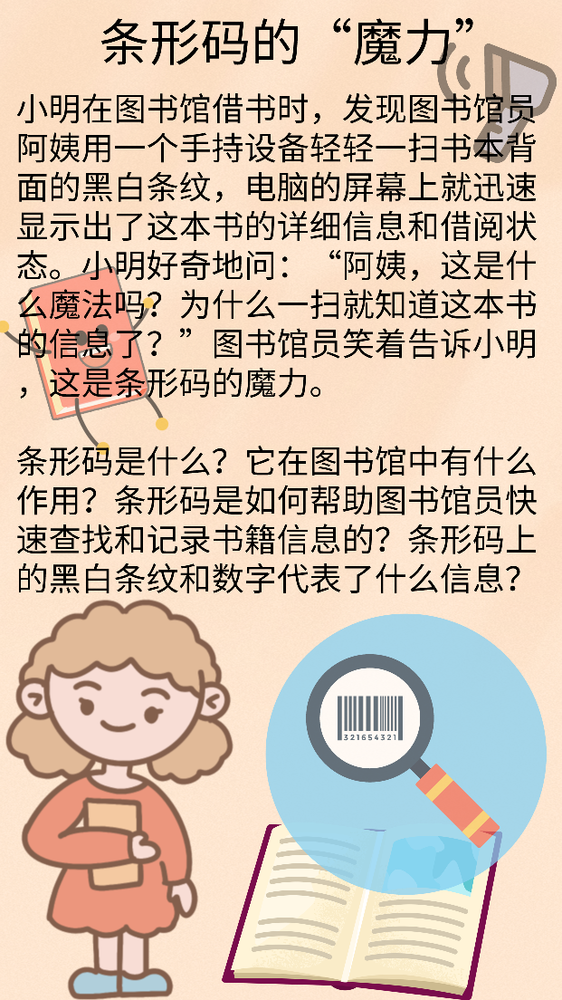 条形码的“魔力”
小明在图书馆借书时，发现图书馆员
阿姨用一个手持设备轻轻一扫书本背
面的黑白条纹，电脑的屏幕上就迅速
显示出了这本书的详细信息和借阅状
态。小明好奇地问：“阿姨，这是什
么魔法吗？为什么一扫就知道这本书
的信息了？”图书馆员笑着告诉小明
，这是条形码的魔力。
条形码是什么？它在图书馆中有什么
作用？条形码是如何帮助图书馆员快
速查找和记录书籍信息的？条形码上
的黑白条纹和数字代表了什么信息？
321654321